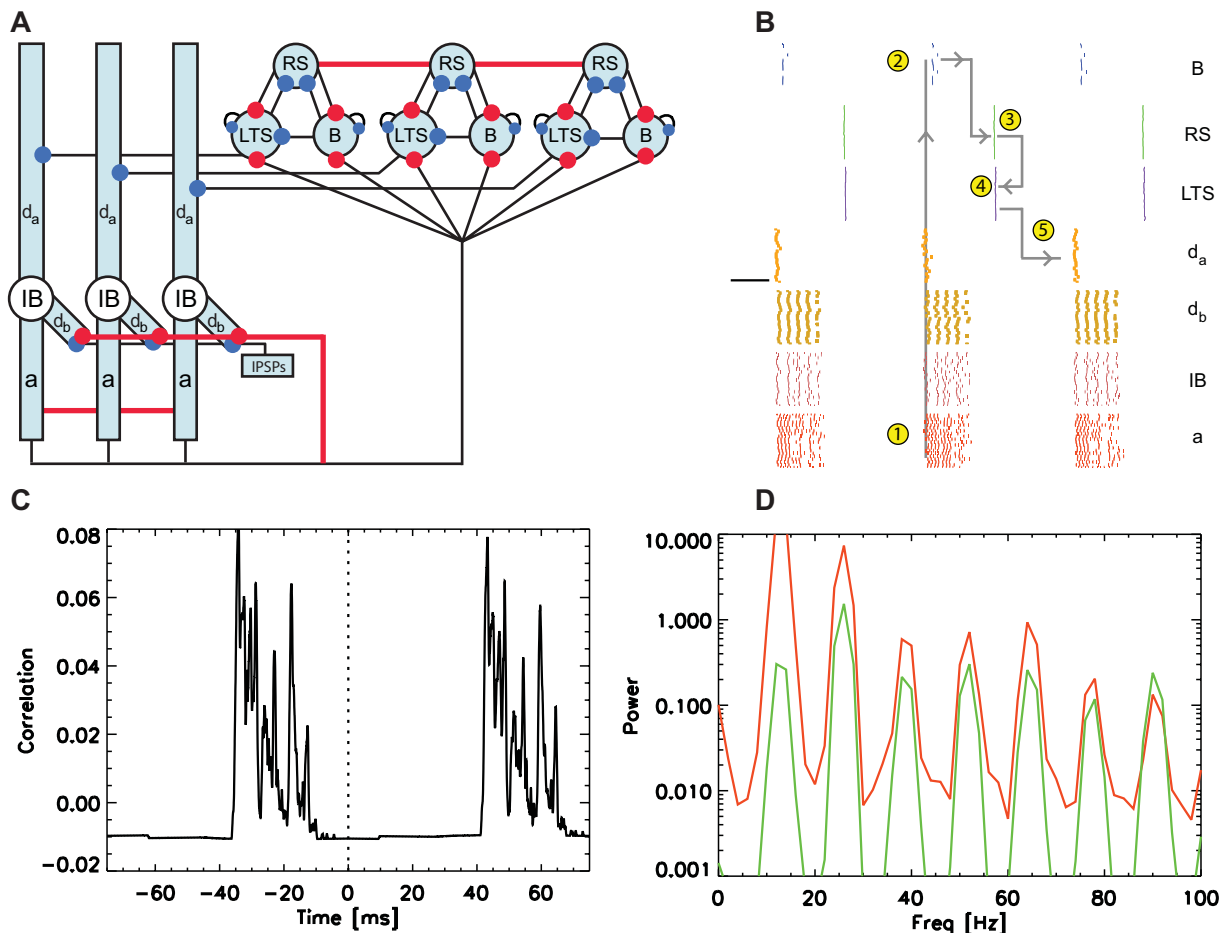 A
RS
RS
RS
LTS
B
LTS
B
LTS
B
da
da
da
IB
IB
IB
db
db
db
IPSPs
a
a
a
B
2
B
3
RS
4
LTS
5
da
db
IB
1
a
C
0.08
0.06
0.04
0.02
0.00
−0.02
Correlation
−60
−40
−20
0
20
40
60
Time [ms]
D
10.000
1.000
0.100
0.010
0.001
Power
0
20
40
60
80
100
Freq [Hz]